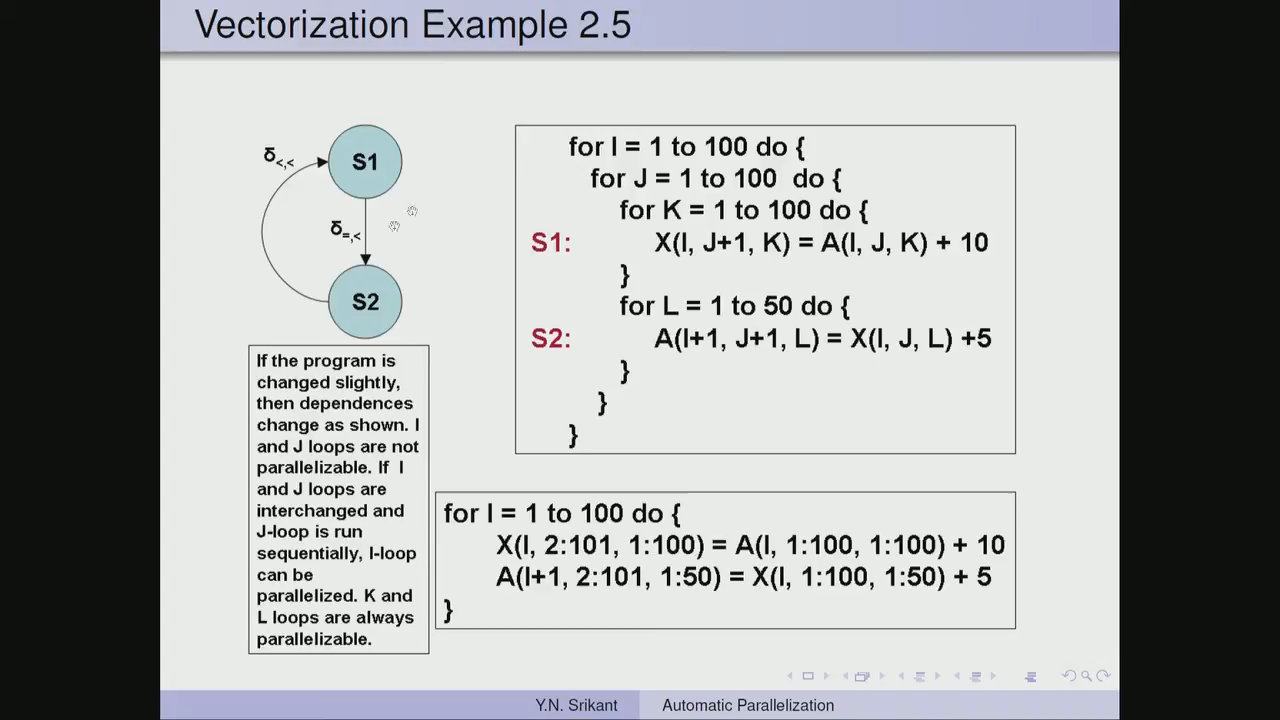 Vectorization Example 2.5
δ<,<
S1
δ=,<
S2
If the program is
changed slightly,
then dependences
change as shown. I
and J loops are not
parallelizable. If I
and J loops are
interchanged and
J-loop is run
sequentially, I-loop
can be
parallelized. K and
L loops are always
parallelizable.
for I = 1 to 100 do {
for J = 1 to 100 do {
for K = 1 to 100 do {
S1: X(I, J+1, K) = A(I, J, K) + 10
}
for L = 1 to 50 do {
S2: A(I+1, J+1, L) = X(I, J, L) +5
}
}
}
for I = 1 to 100 do {
X(I, 2:101, 1:100) = A(I, 1:100, 1:100) + 10
A(I+1, 2:101, 1:50) = X(I, 1:100, 1:50) + 5
}
Y.N. Srikant Automatic Parallelization